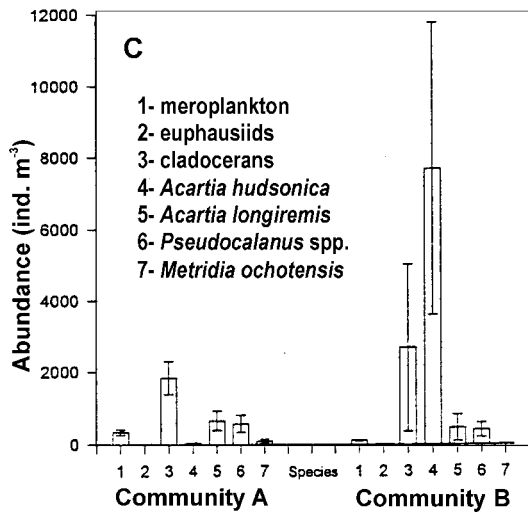 C
1- meroplankton
2- euphausiids
3- cladocerans
4- Acartia hudsonica
5- Acartia longiremis
6- Pseudocalanus spp.
7- Metridia ochotensis
Abundance (ind. m-3)
12000
10000
8000
6000
4000
2000
0
1 2 3 4 5 6 7 Species 1 2 3 4 5 6 7
Community A Community B